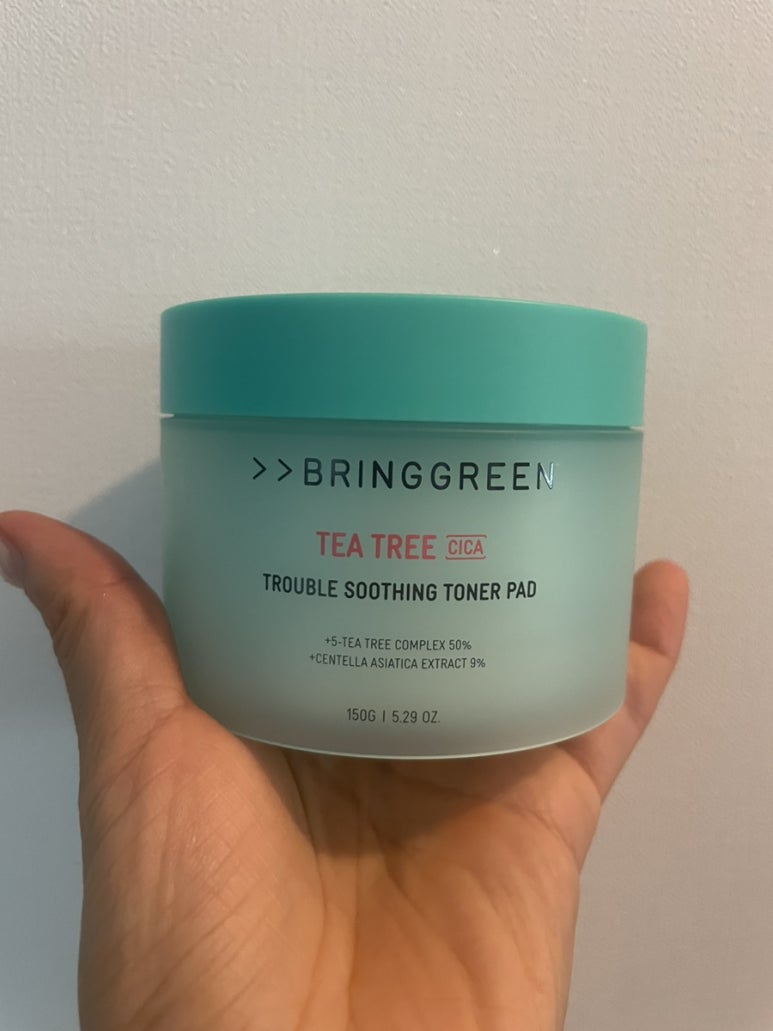 >>BRINGGREEN
TEA TREE CICA
TROUBLE SOOTHING TONER PAD
+5-TEA TREE COMPLEX 50%
+CENTELLA ASIATICA EXTRACT 9%
150G | 5.29 OZ.